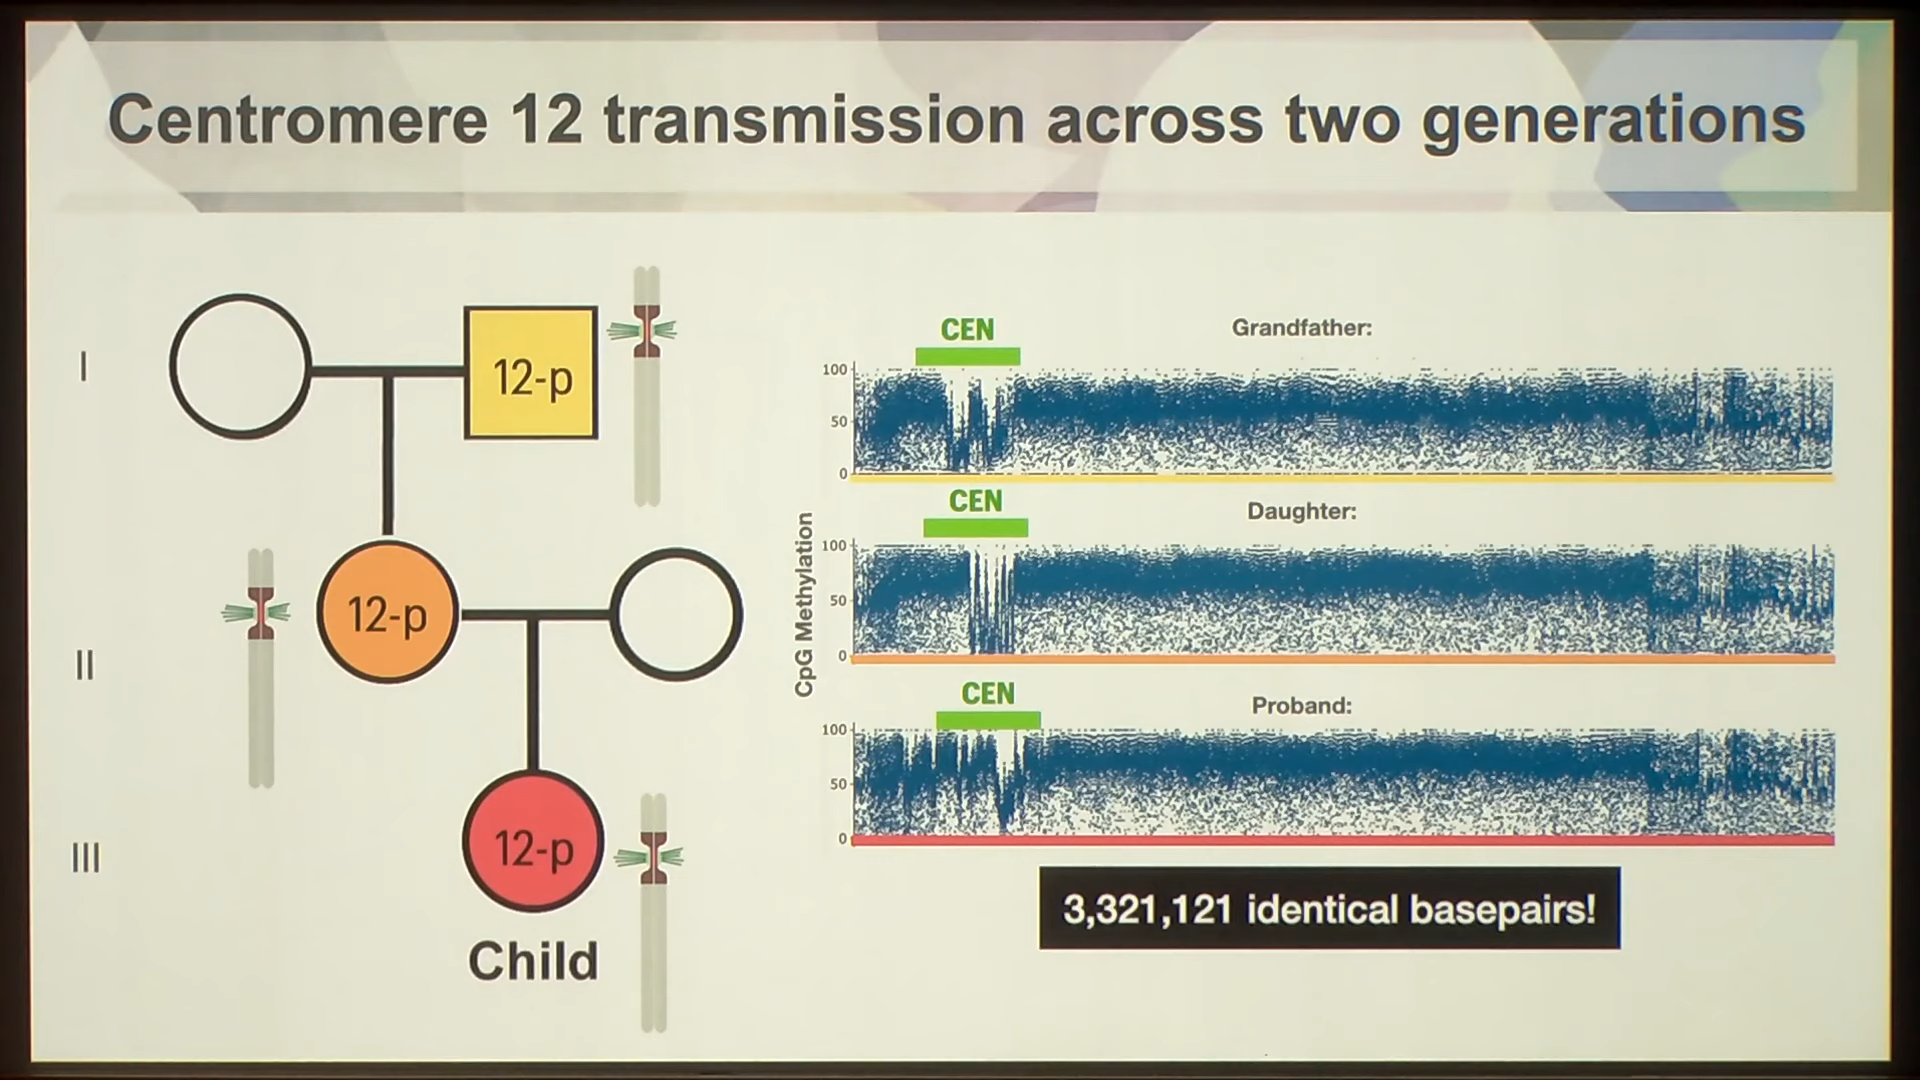 Centromere 12 transmission across two generations
I
12-p
II
12-p
III
12-p
Child
CpG Methylation
CEN
Grandfather:
100
50
0
CEN
Daughter:
100
50
0
CEN
Proband:
100
50
0
3,321,121 identical basepairs!